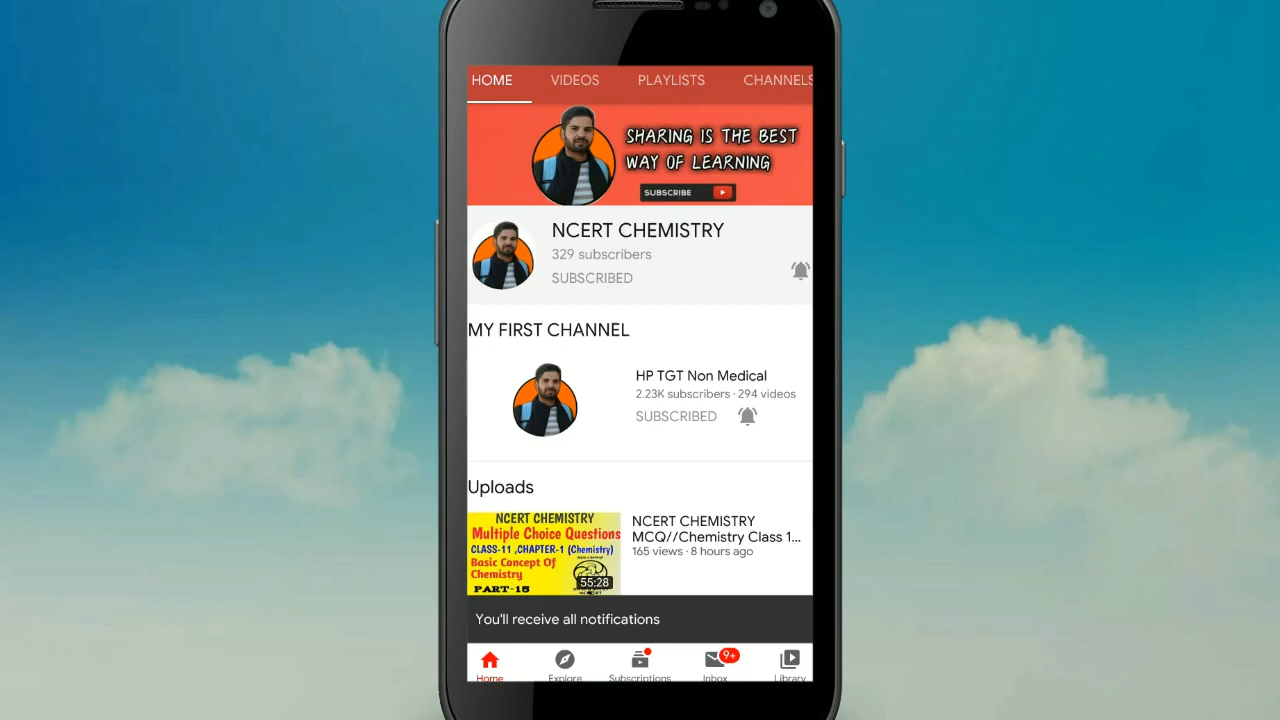 HOME VIDEOS PLAYLISTS CHANNELS
SHARING IS THE BEST
WAY OF LEARNING
SUBSCRIBE
NCERT CHEMISTRY
329 subscribers
SUBSCRIBED
MY FIRST CHANNEL
HP TGT Non Medical
2.23K subscribers · 294 videos
SUBSCRIBED
Uploads
NCERT CHEMISTRY
Multiple Choice Questions
CLASS-11 ,CHAPTER-1 (Chemistry)
Basic Concept Of
Chemistry
PART-15
55:28
NCERT CHEMISTRY
MCQ//Chemistry Class 1...
165 views · 8 hours ago
You'll receive all notifications
9+
Home Explore Subscriptions Inbox Library